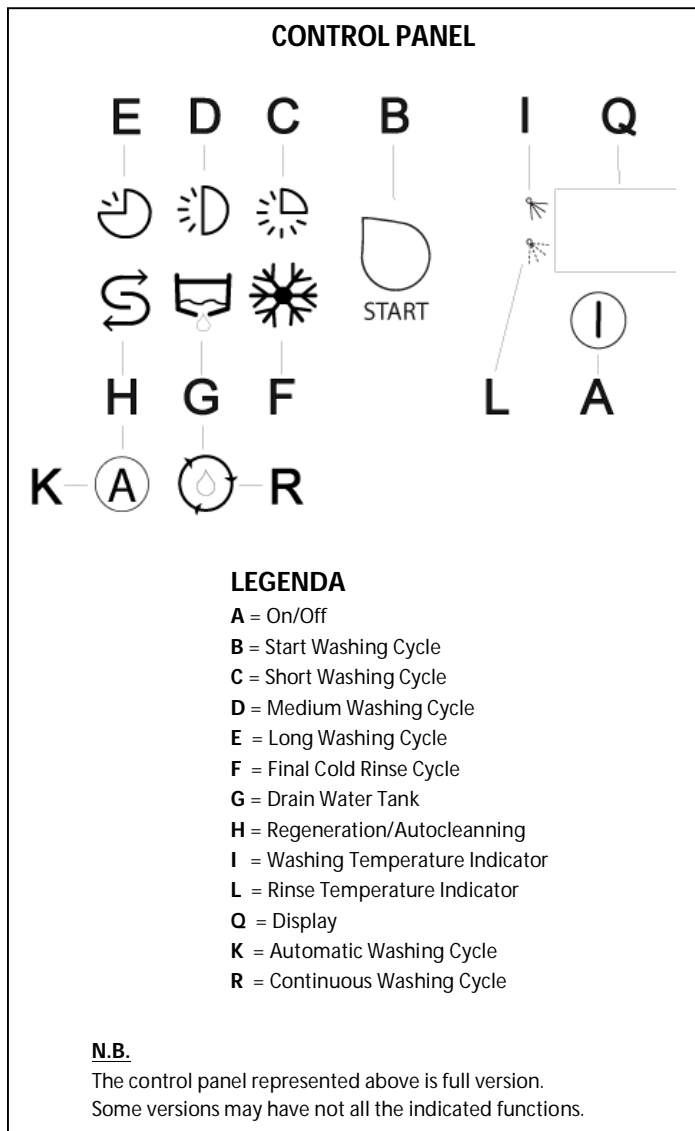 CONTROL PANEL
E D C B I Q
START
H G F L A
K A R
LEGENDA
A = On/Off
B = Start Washing Cycle
C = Short Washing Cycle
D = Medium Washing Cycle
E = Long Washing Cycle
F = Final Cold Rinse Cycle
G = Drain Water Tank
H = Regeneration/Autocleanning
I = Washing Temperature Indicator
L = Rinse Temperature Indicator
Q = Display
K = Automatic Washing Cycle
R = Continuous Washing Cycle
N.B.
The control panel represented above is full version.
Some versions may have not all the indicated functions.